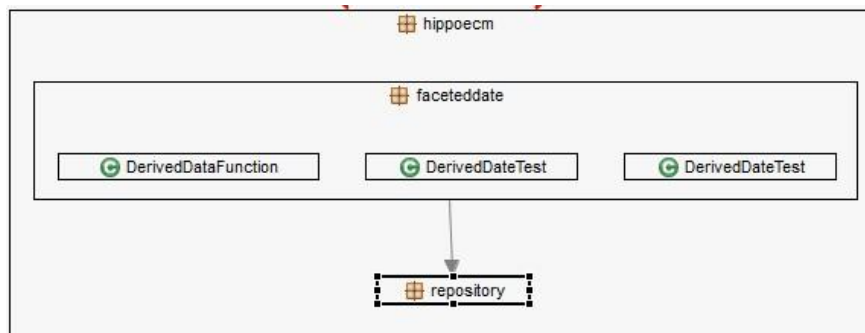 hippoecm
faceteddate
DerivedDataFunction DerivedDateTest DerivedDateTest
repository